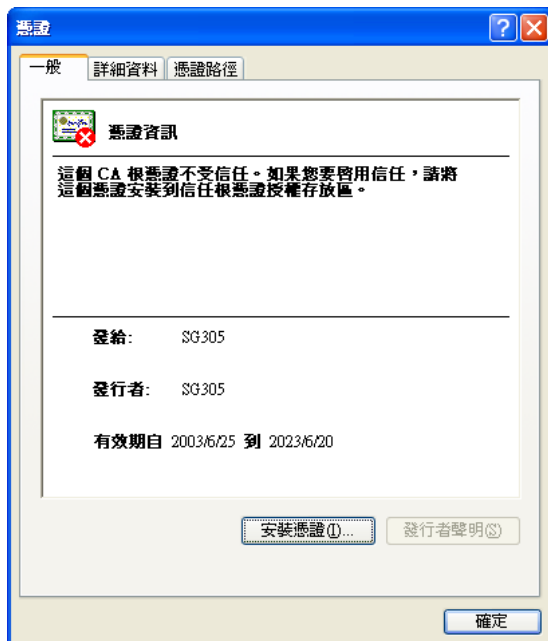 憑證
一般 詳細資料 憑證路徑
憑證資訊
這個 CA 根憑證不受信任。如果您要啓用信任，請將
這個憑證安裝到信任根憑證授權存放區。
發給: SG305
發行者: SG305
有效期自 2003/6/25 到 2023/6/20
安裝憑證(I)... 發行者聲明(S)
確定